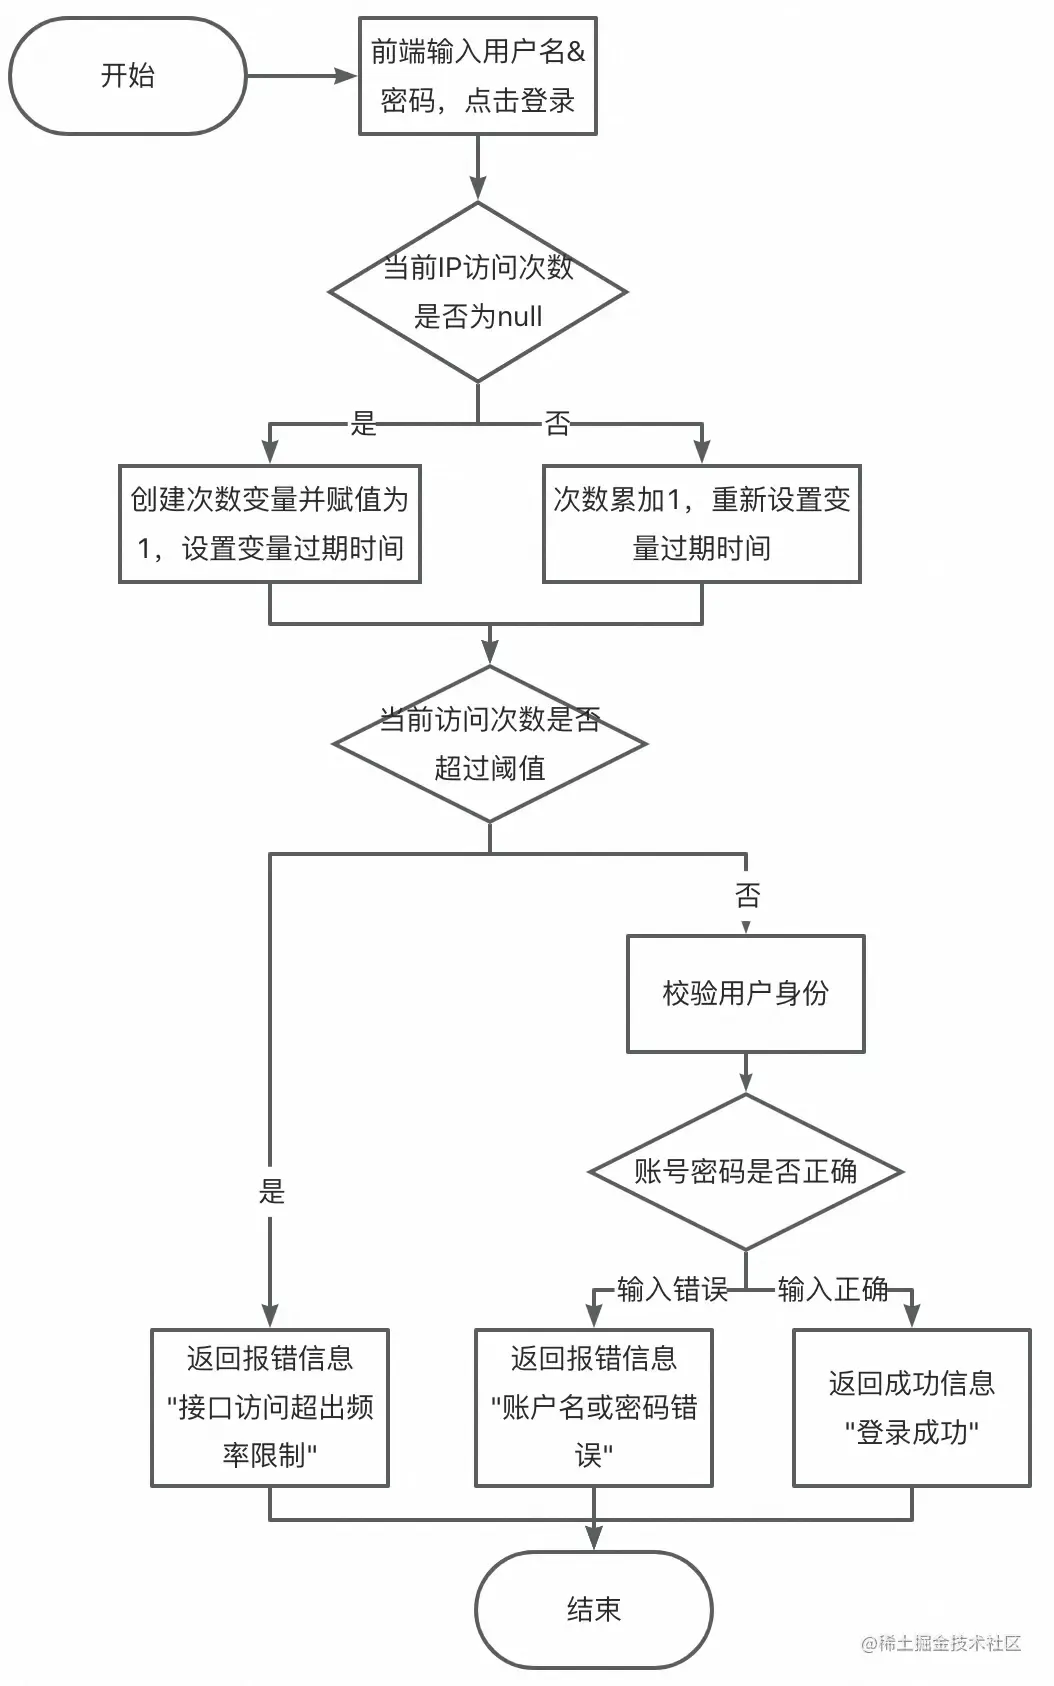 开始
前端输入用户名&
密码，点击登录
当前IP访问次数
是否为null
是
否
创建次数变量并赋值为
1，设置变量过期时间
次数累加1，重新设置变
量过期时间
当前访问次数是否
超过阈值
否
校验用户身份
账号密码是否正确
是
输入错误
输入正确
返回报错信息
"接口访问超出频
率限制"
返回报错信息
"账户名或密码错
误"
返回成功信息
"登录成功"
结束
@稀土掘金技术社区